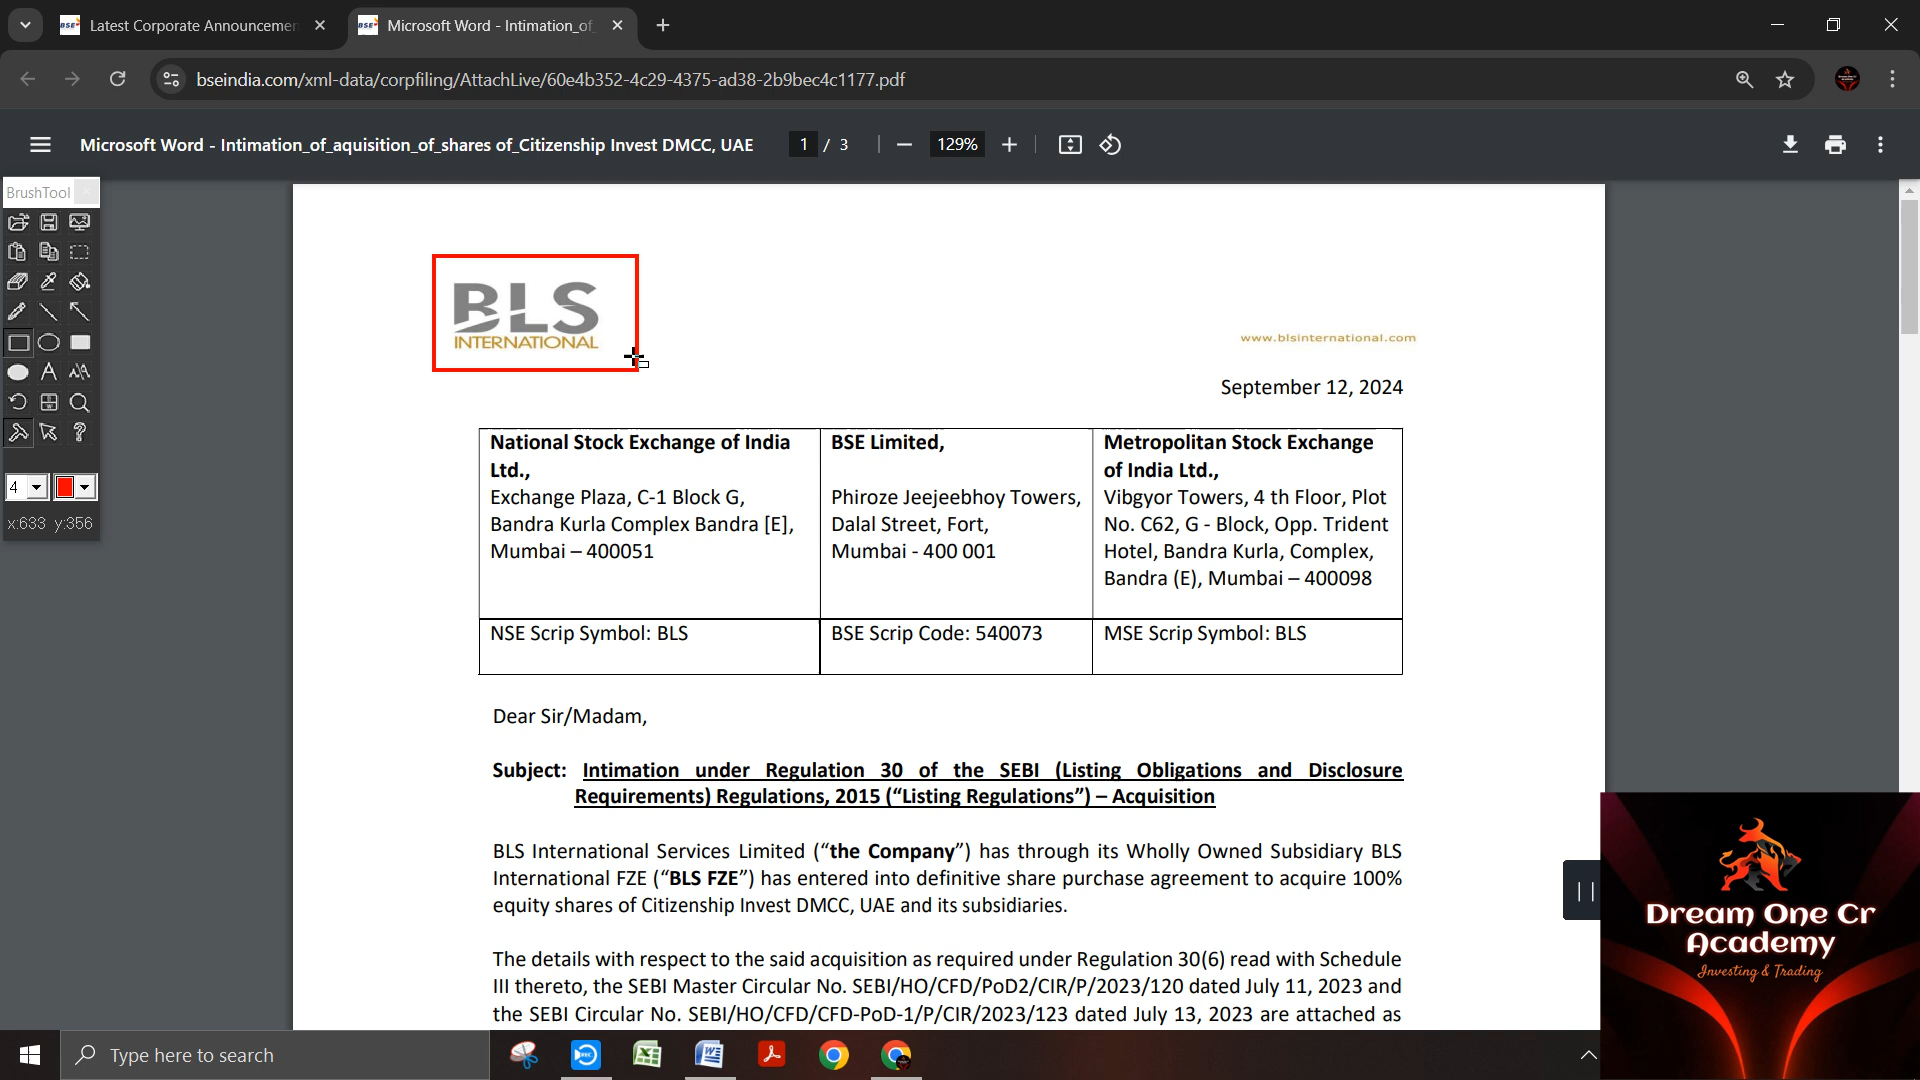 Latest Corporate Announcemen
Microsoft Word - Intimation_of_
bseindia.com/xml-data/corpfiling/AttachLive/60e4b352-4c29-4375-ad38-2b9bec4c1177.pdf
Microsoft Word - Intimation_of_aquisition_of_shares of_Citizenship Invest DMCC, UAE
1 / 3
129%
BrushTool
4
x:633 y:356
BLS
INTERNATIONAL
www.blsinternational.com
September 12, 2024
National Stock Exchange of India
Ltd.,
Exchange Plaza, C-1 Block G,
Bandra Kurla Complex Bandra [E],
Mumbai – 400051
BSE Limited,
Phiroze Jeejeebhoy Towers,
Dalal Street, Fort,
Mumbai - 400 001
Metropolitan Stock Exchange
of India Ltd.,
Vibgyor Towers, 4 th Floor, Plot
No. C62, G - Block, Opp. Trident
Hotel, Bandra Kurla, Complex,
Bandra (E), Mumbai – 400098
NSE Scrip Symbol: BLS
BSE Scrip Code: 540073
MSE Scrip Symbol: BLS
Dear Sir/Madam,
Subject: Intimation under Regulation 30 of the SEBI (Listing Obligations and Disclosure
Requirements) Regulations, 2015 (“Listing Regulations”) – Acquisition
BLS International Services Limited (“the Company”) has through its Wholly Owned Subsidiary BLS
International FZE (“BLS FZE”) has entered into definitive share purchase agreement to acquire 100%
equity shares of Citizenship Invest DMCC, UAE and its subsidiaries.
The details with respect to the said acquisition as required under Regulation 30(6) read with Schedule
III thereto, the SEBI Master Circular No. SEBI/HO/CFD/PoD2/CIR/P/2023/120 dated July 11, 2023 and
the SEBI Circular No. SEBI/HO/CFD/CFD-PoD-1/P/CIR/2023/123 dated July 13, 2023 are attached as
Dream One Cr
Academy
Investing & Trading
Type here to search